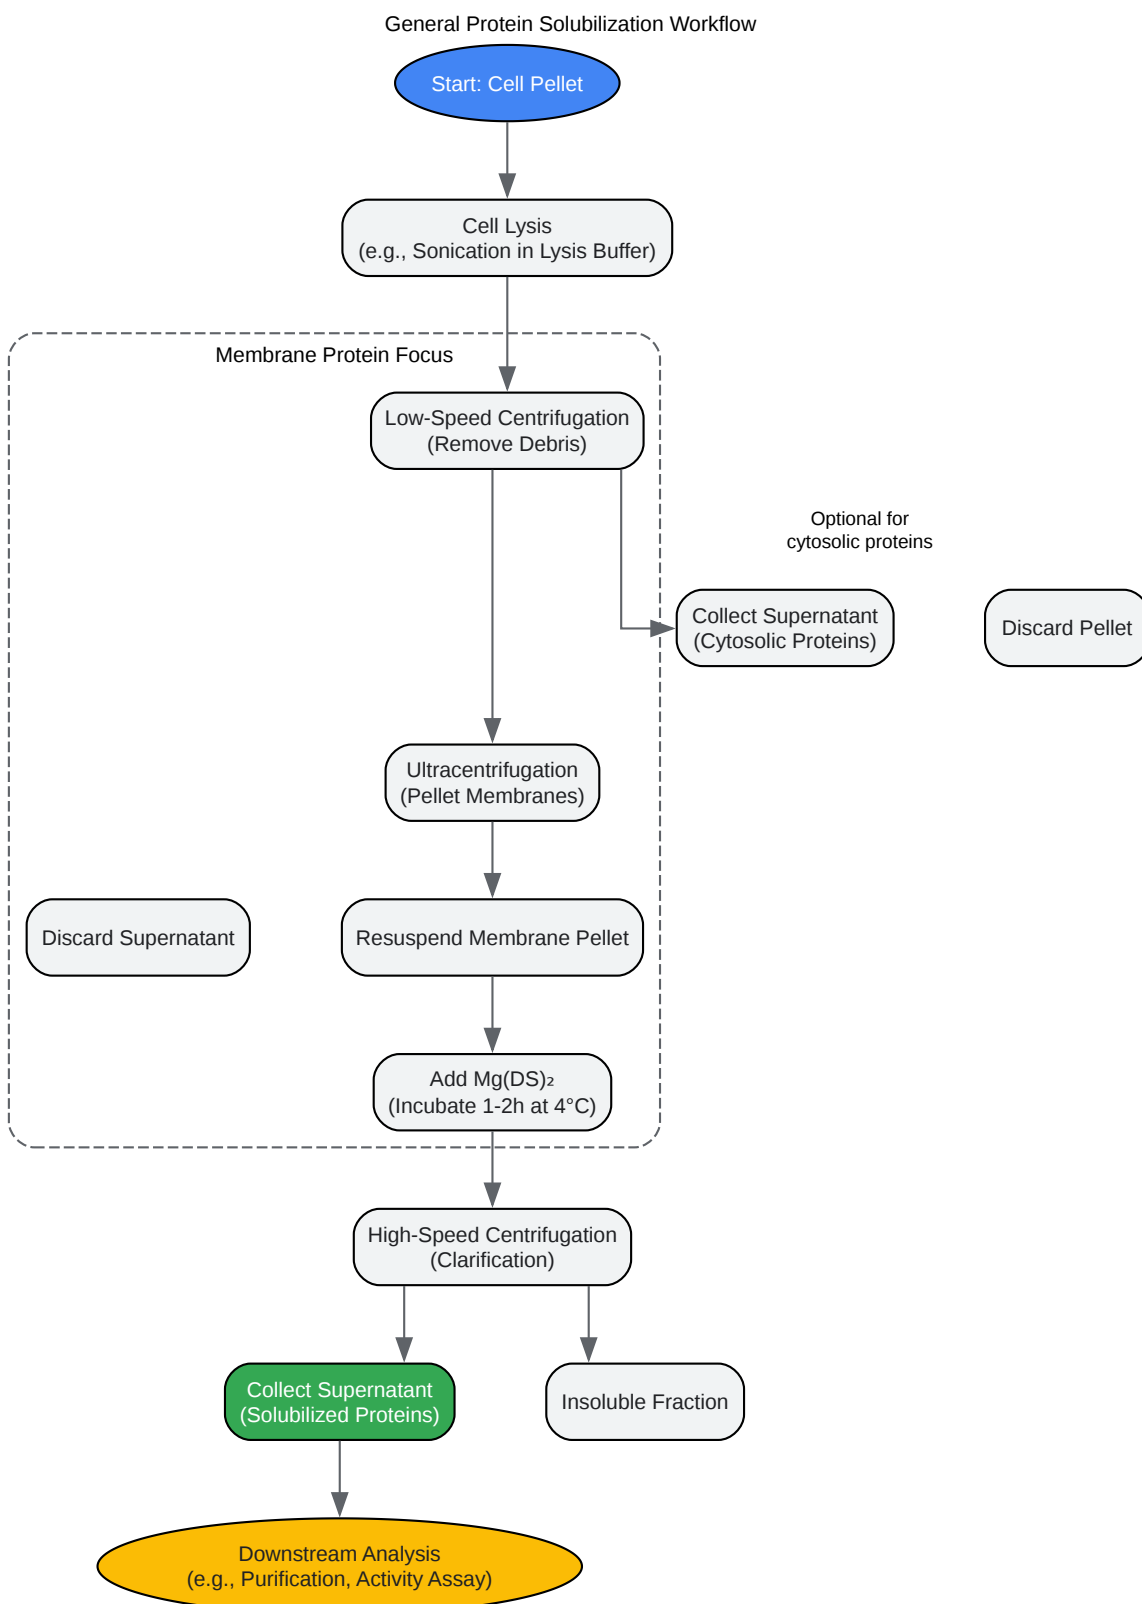 General Protein Solubilization Workflow
Start: Cell Pellet
Cell Lysis
(e.g., Sonication in Lysis Buffer)
Membrane Protein Focus
Low-Speed Centrifugation
(Remove Debris)
Optional for
cytosolic proteins
Collect Supernatant
(Cytosolic Proteins)
Discard Pellet
Ultracentrifugation
(Pellet Membranes)
Discard Supernatant
Resuspend Membrane Pellet
Add Mg(DS)₂
(Incubate 1-2h at 4°C)
High-Speed Centrifugation
(Clarification)
Collect Supernatant
(Solubilized Proteins)
Insoluble Fraction
Downstream Analysis
(e.g., Purification, Activity Assay)